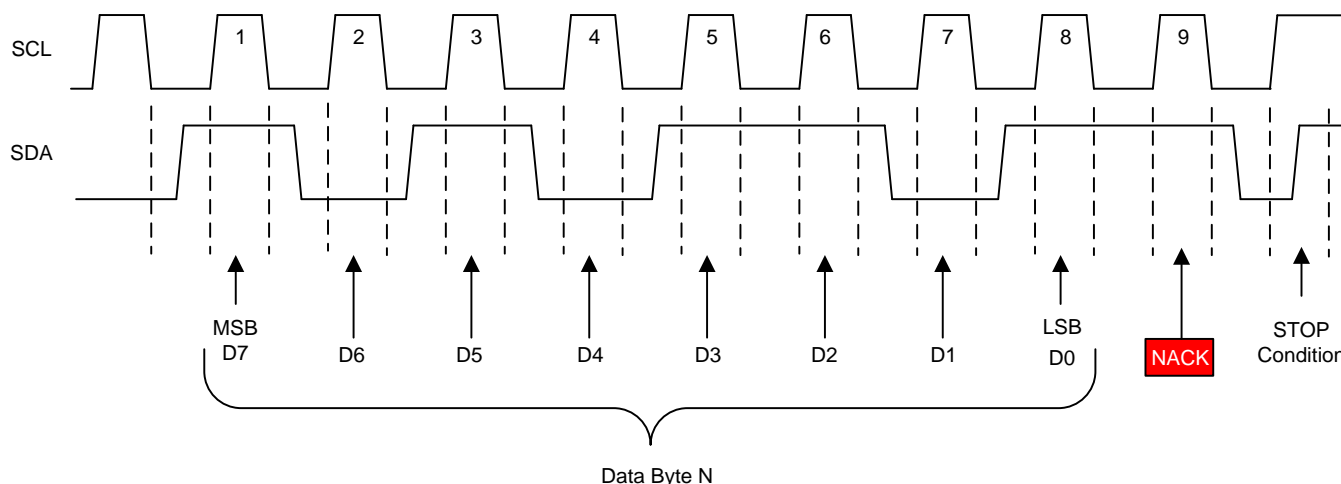 SCL
1 2 3 4 5 6 7 8 9
SDA
MSB
D7
D6
D5
D4
D3
D2
D1
LSB
D0
NACK
STOP
Condition
Data Byte N